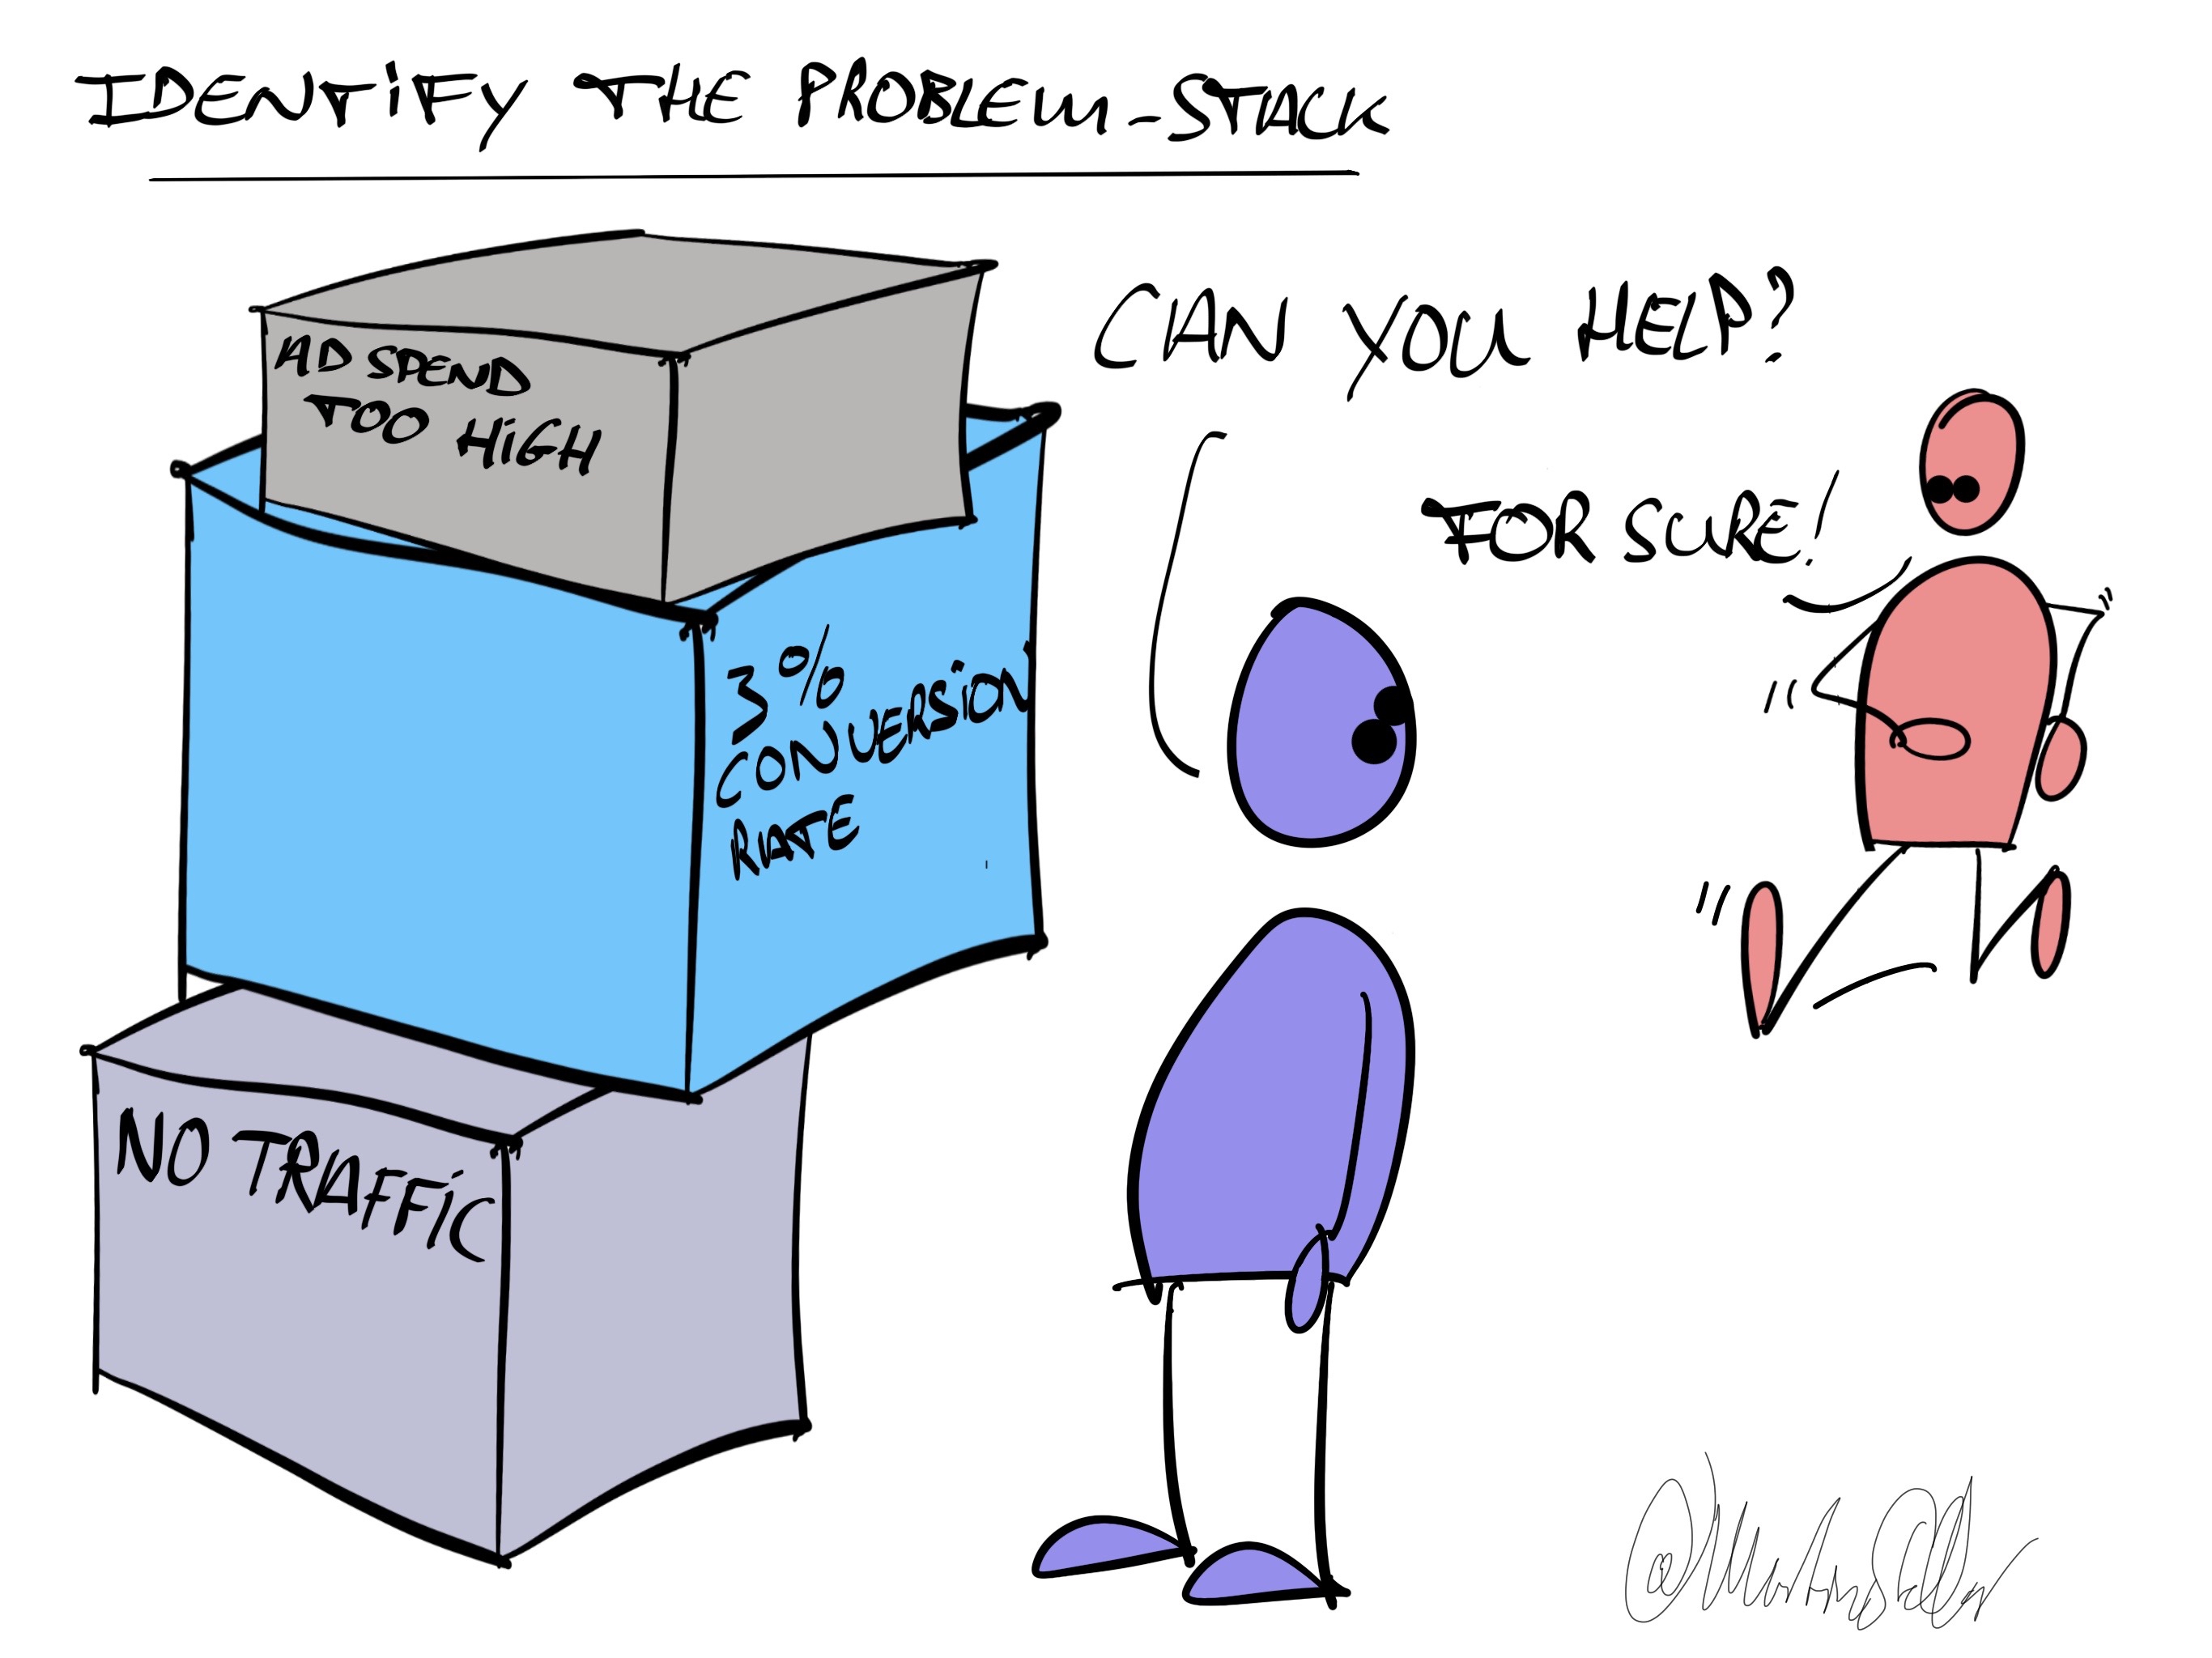 IDENTIFY THE PROBLEM-STACK
AD SPEND
TOO HIGH
CAN YOU HELP?
FOR SURE!
3%
CONVERSION
RATE
NO TRAFFIC